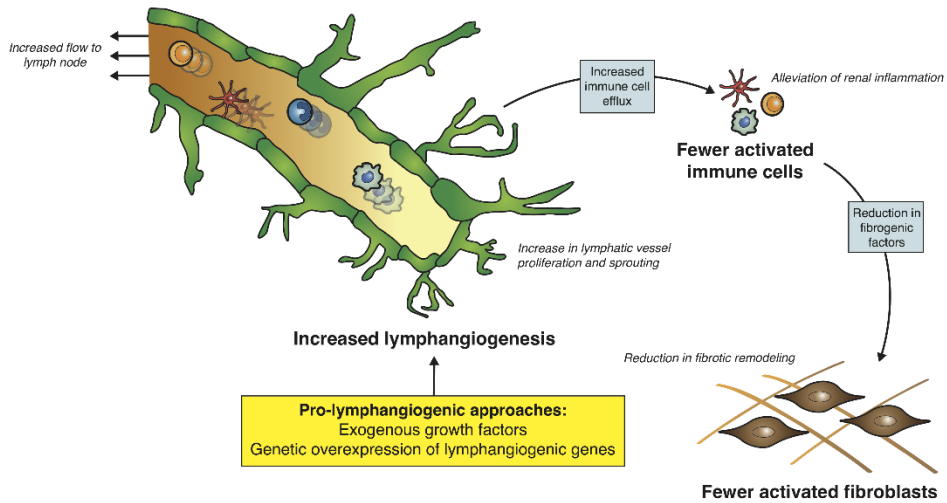 Increased flow to
lymph node
Increased
immune cell
efflux
Alleviation of renal inflammation
Fewer activated
immune cells
Reduction in
fibrogenic
factors
Increase in lymphatic vessel
proliferation and sprouting
Increased lymphangiogenesis
Reduction in fibrotic remodeling
Pro-lymphangiogenic approaches:
Exogenous growth factors
Genetic overexpression of lymphangiogenic genes
Fewer activated fibroblasts